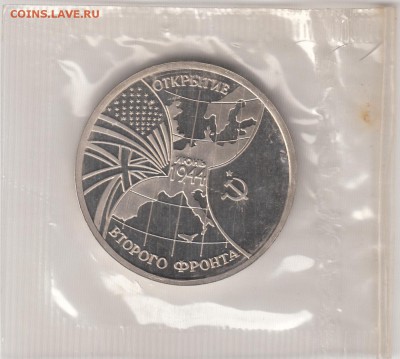 COINS.LAVE.RU
ОТКРЫТИЕ
ИЮНЬ
1944
ВТОРОГО ФРОНТА